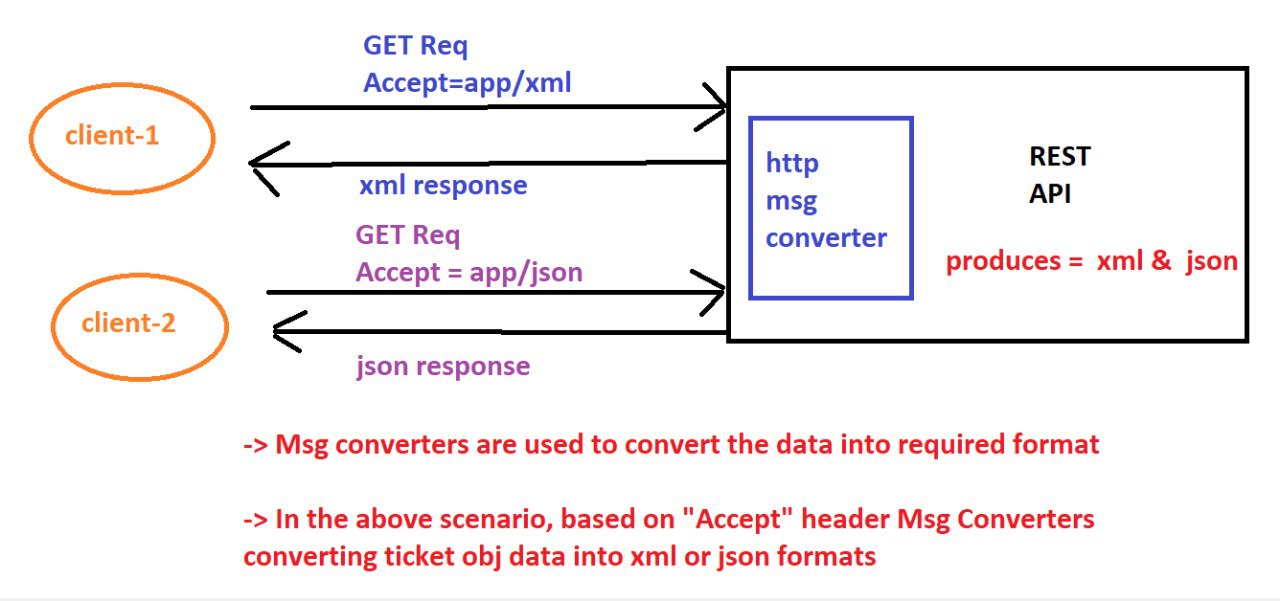 GET Req
Accept=app/xml
client-1
xml response
GET Req
Accept = app/json
client-2
json response
http
msg
converter
REST
API
produces =  xml &  json
-> Msg converters are used to convert the data into required format
-> In the above scenario, based on "Accept" header Msg Converters
converting ticket obj data into xml or json formats